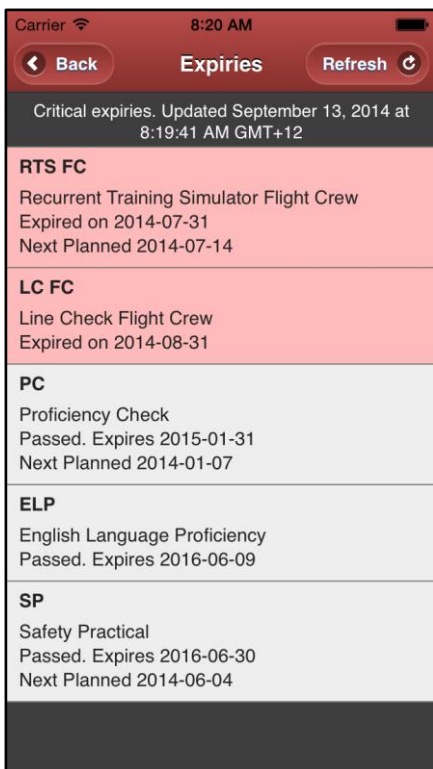 Carrier 8:20 AM
Back Expiries Refresh
Critical expiries. Updated September 13, 2014 at
8:19:41 AM GMT+12
RTS FC
Recurrent Training Simulator Flight Crew
Expired on 2014-07-31
Next Planned 2014-07-14
LC FC
Line Check Flight Crew
Expired on 2014-08-31
PC
Proficiency Check
Passed. Expires 2015-01-31
Next Planned 2014-01-07
ELP
English Language Proficiency
Passed. Expires 2016-06-09
SP
Safety Practical
Passed. Expires 2016-06-30
Next Planned 2014-06-04